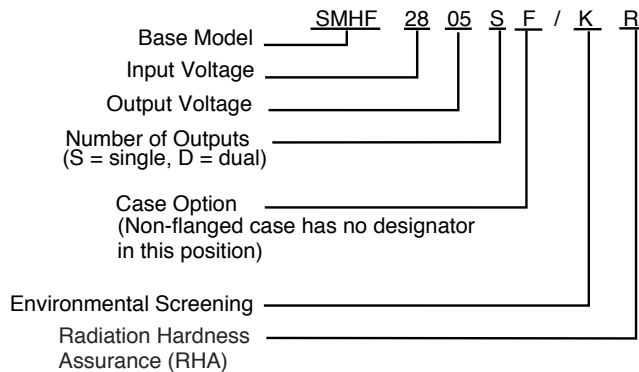 SMHF 28 05 S F / K R
Base Model
Input Voltage
Output Voltage
Number of Outputs
(S = single, D = dual)
Case Option
(Non-flanged case has no designator
in this position)
Environmental Screening
Radiation Hardness
Assurance (RHA)